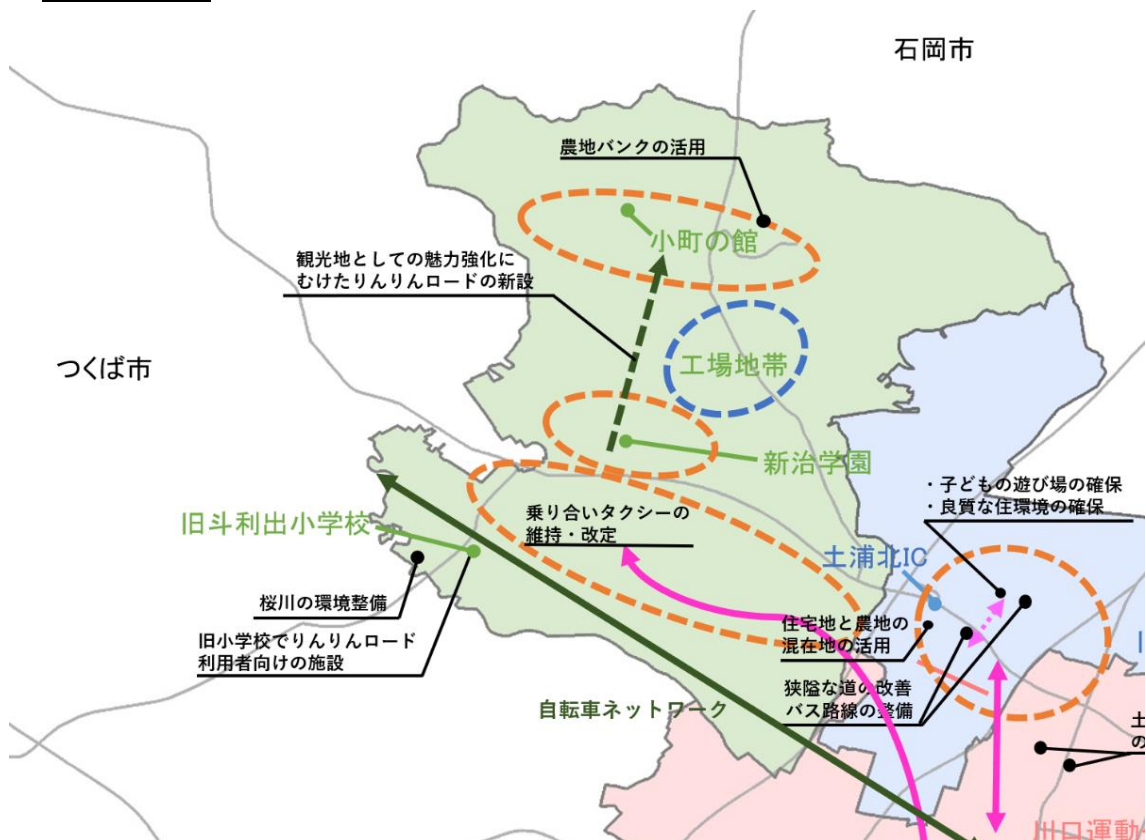 石岡市
農地バンクの活用
小町の館
観光地としての魅力強化に
むけたりんりんロードの新設
つくば市
工場地帯
新治学園
・子どもの遊び場の確保
・良質な住環境の確保
旧斗利出小学校
乗り合いタクシーの
維持・改定
土浦北IC
桜川の環境整備
住宅地と農地の
混在地の活用
旧小学校でりんりんロード
利用者向けの施設
狭隘な道の改善
バス路線の整備
自転車ネットワーク
土
の
川口運動